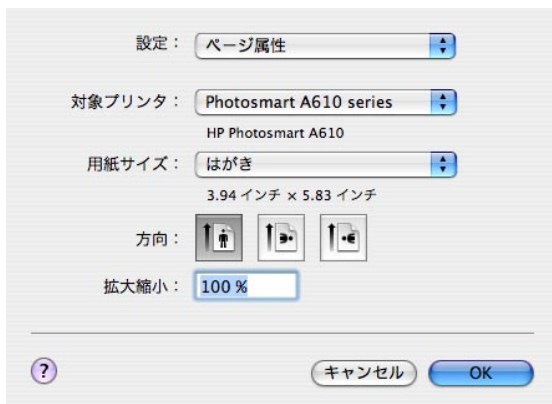 設定： ページ属性
対象プリンタ： Photosmart A610 series
HP Photosmart A610
用紙サイズ： はがき
3.94 インチ × 5.83 インチ
方向：
拡大縮小： 100 %
? キャンセル OK